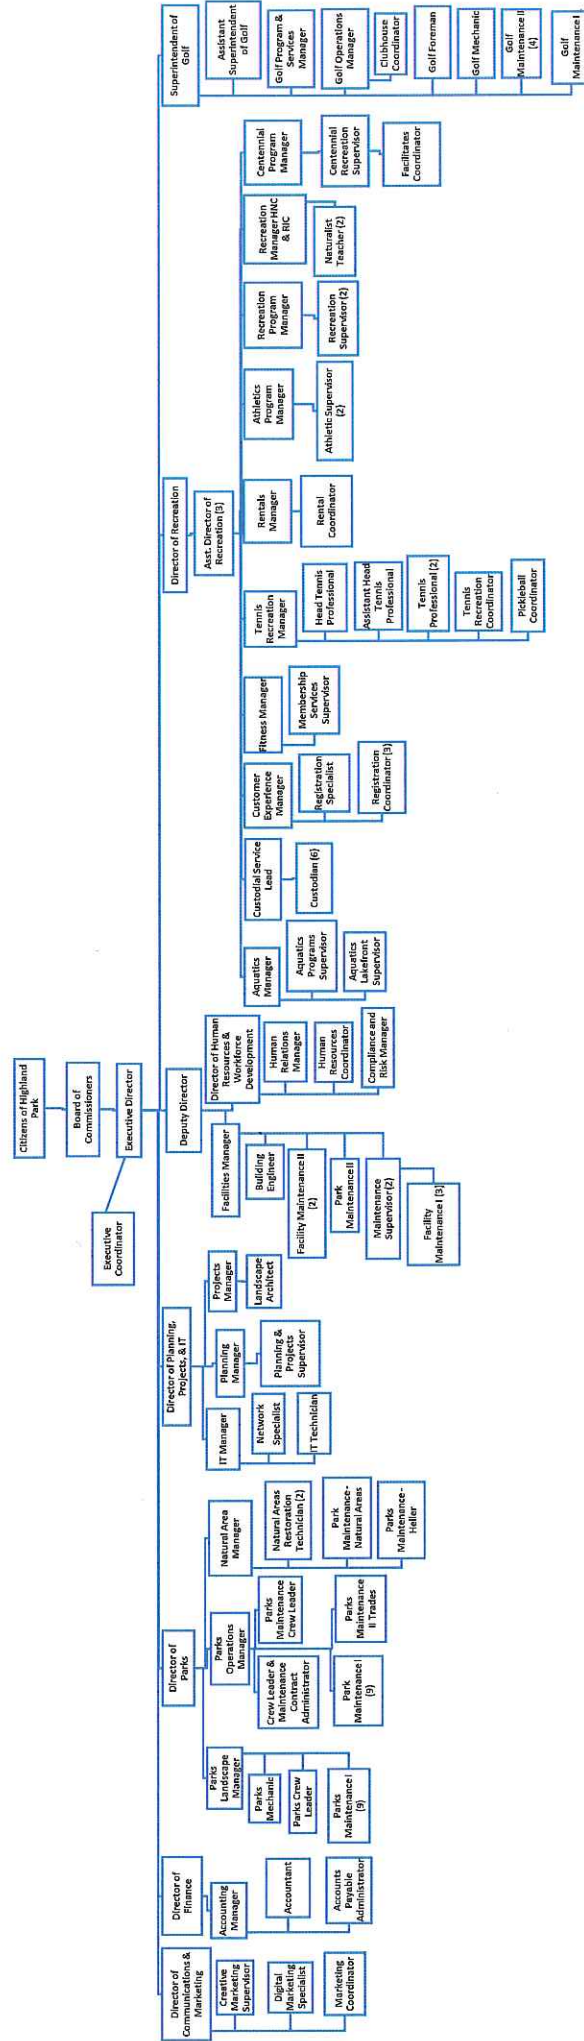 Citizens of Highland
Park
Board of
Commissioners
Executive Director
Executive
Coordinator
Director of
Communications &
Marketing
Creative
Marketing
Supervisor
Digital
Marketing
Specialist
Marketing
Coordinator
Director of
Finance
Accounting
Manager
Accountant
Accounts
Payable
Administrator
Director of
Parks
Parks
Landscape
Manager
Parks
Mechanic
Parks Crew
Leader
Parks
Maintenance I
(9)
Parks
Operations
Manager
Crew Leader &
Maintenance
Contract
Administrator
Parks
Maintenance
Crew Leader
Park
Maintenance I
(9)
Parks
Maintenance
II Trades
Natural Area
Manager
Natural Areas
Restoration
Technician (2)
Park
Maintenance-
Natural Areas
Parks
Maintenance-
Heller
Director of Planning,
Projects, & IT
IT Manager
Network
Specialist
IT Technician
Planning
Manager
Planning &
Projects
Supervisor
Projects
Manager
Landscape
Architect
Deputy Director
Facilities Manager
Building
Engineer
Facility Maintenance II
(2)
Park
Maintenance II
Maintenance
Supervisor (2)
Facility
Maintenance I (3)
Director of Human
Resources &
Workforce
Development
Human
Relations
Manager
Human
Resources
Coordinator
Compliance and
Risk Manager
Director of Recreation
Asst. Director of
Recreation (3)
Aquatics
Manager
Aquatics
Programs
Supervisor
Aquatics
Lakefront
Supervisor
Custodial Service
Lead
Custodian (6)
Customer
Experience
Manager
Registration
Specialist
Registration
Coordinator (3)
Fitness Manager
Membership
Services
Supervisor
Tennis
Recreation
Manager
Head Tennis
Professional
Assistant Head
Tennis
Professional
Tennis
Professional (2)
Tennis
Recreation
Coordinator
Pickleball
Coordinator
Rentals
Manager
Rental
Coordinator
Athletics
Program
Manager
Athletic Supervisor
(2)
Recreation
Program
Manager
Recreation
Supervisor (2)
Recreation
Manager HNC
& RIC
Naturalist
Teacher (2)
Centennial
Program
Manager
Centennial
Recreation
Supervisor
Facilitates
Coordinator
Superintendent of
Golf
Assistant
Superintendent
of Golf
Golf Program &
Services
Manager
Golf Operations
Manager
Clubhouse
Coordinator
Golf Foreman
Golf Mechanic
Golf
Maintenance II
(4)
Golf
Maintenance I